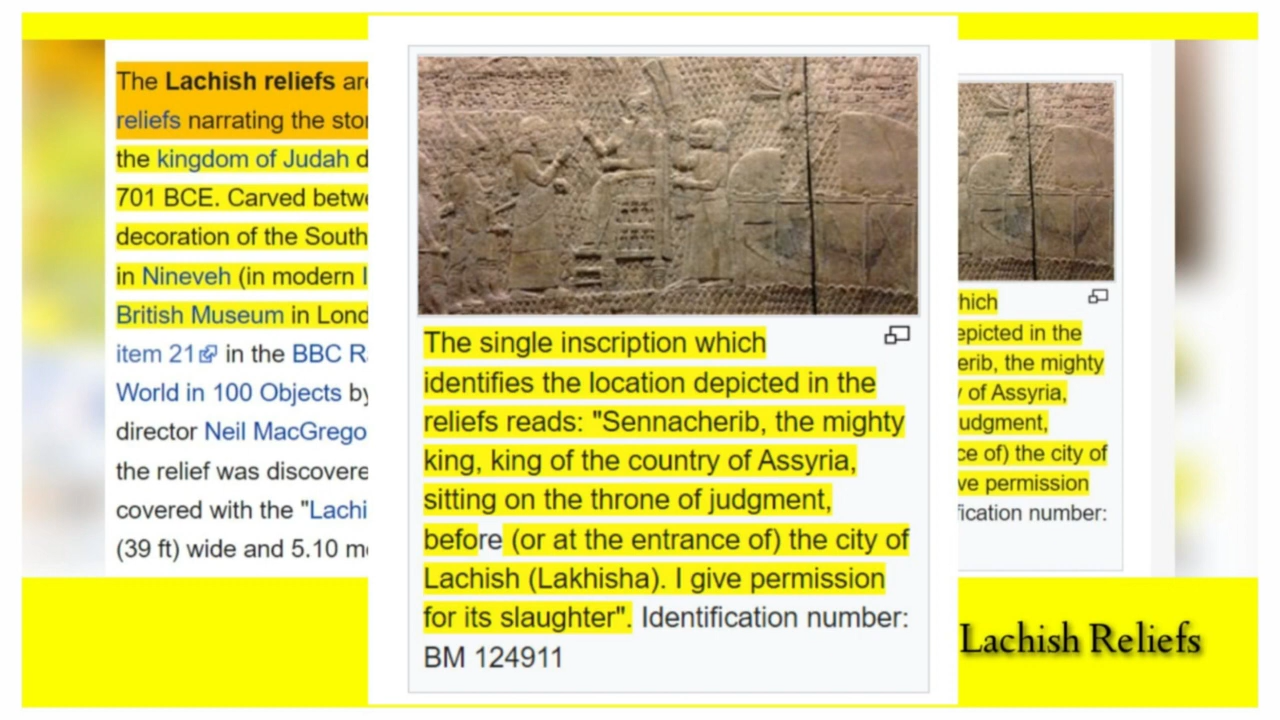 The Lachish reliefs are
reliefs narrating the
the kingdom of Judah
701 BCE. Carved
decoration of the South
in Nineveh (in modern
British Museum in
item 21 in the BBC
World in 100 Objects by
director Neil
the relief was
covered with the
(39 ft) wide and 5.10
The single inscription which
identifies the location depicted in the
reliefs reads: "Sennacherib, the mighty
king, king of the country of Assyria,
sitting on the throne of judgment,
before (or at the entrance of) the city of
Lachish (Lakhisha). I give permission
for its slaughter". Identification number:
BM 124911
hich
epicted in the
erib, the mighty
of Assyria,
udgment,
ce of) the city of
ve permission
fication number:
Lachish Reliefs